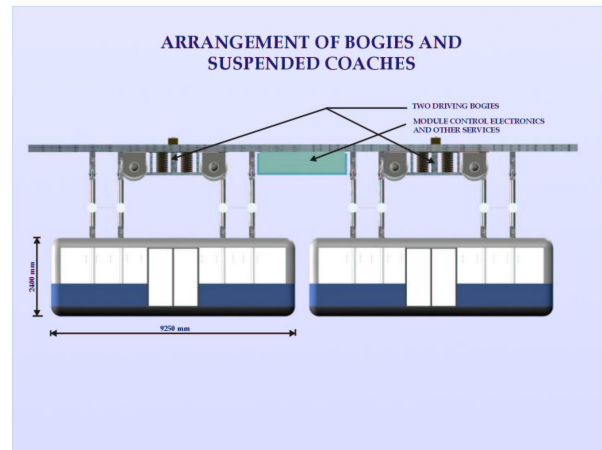 ARRANGEMENT OF BOGIES AND
SUSPENDED COACHES
TWO DRIVING BOGIES
MODULE CONTROL ELECTRONICS
AND OTHER SERVICES
2400 mm
9250 mm